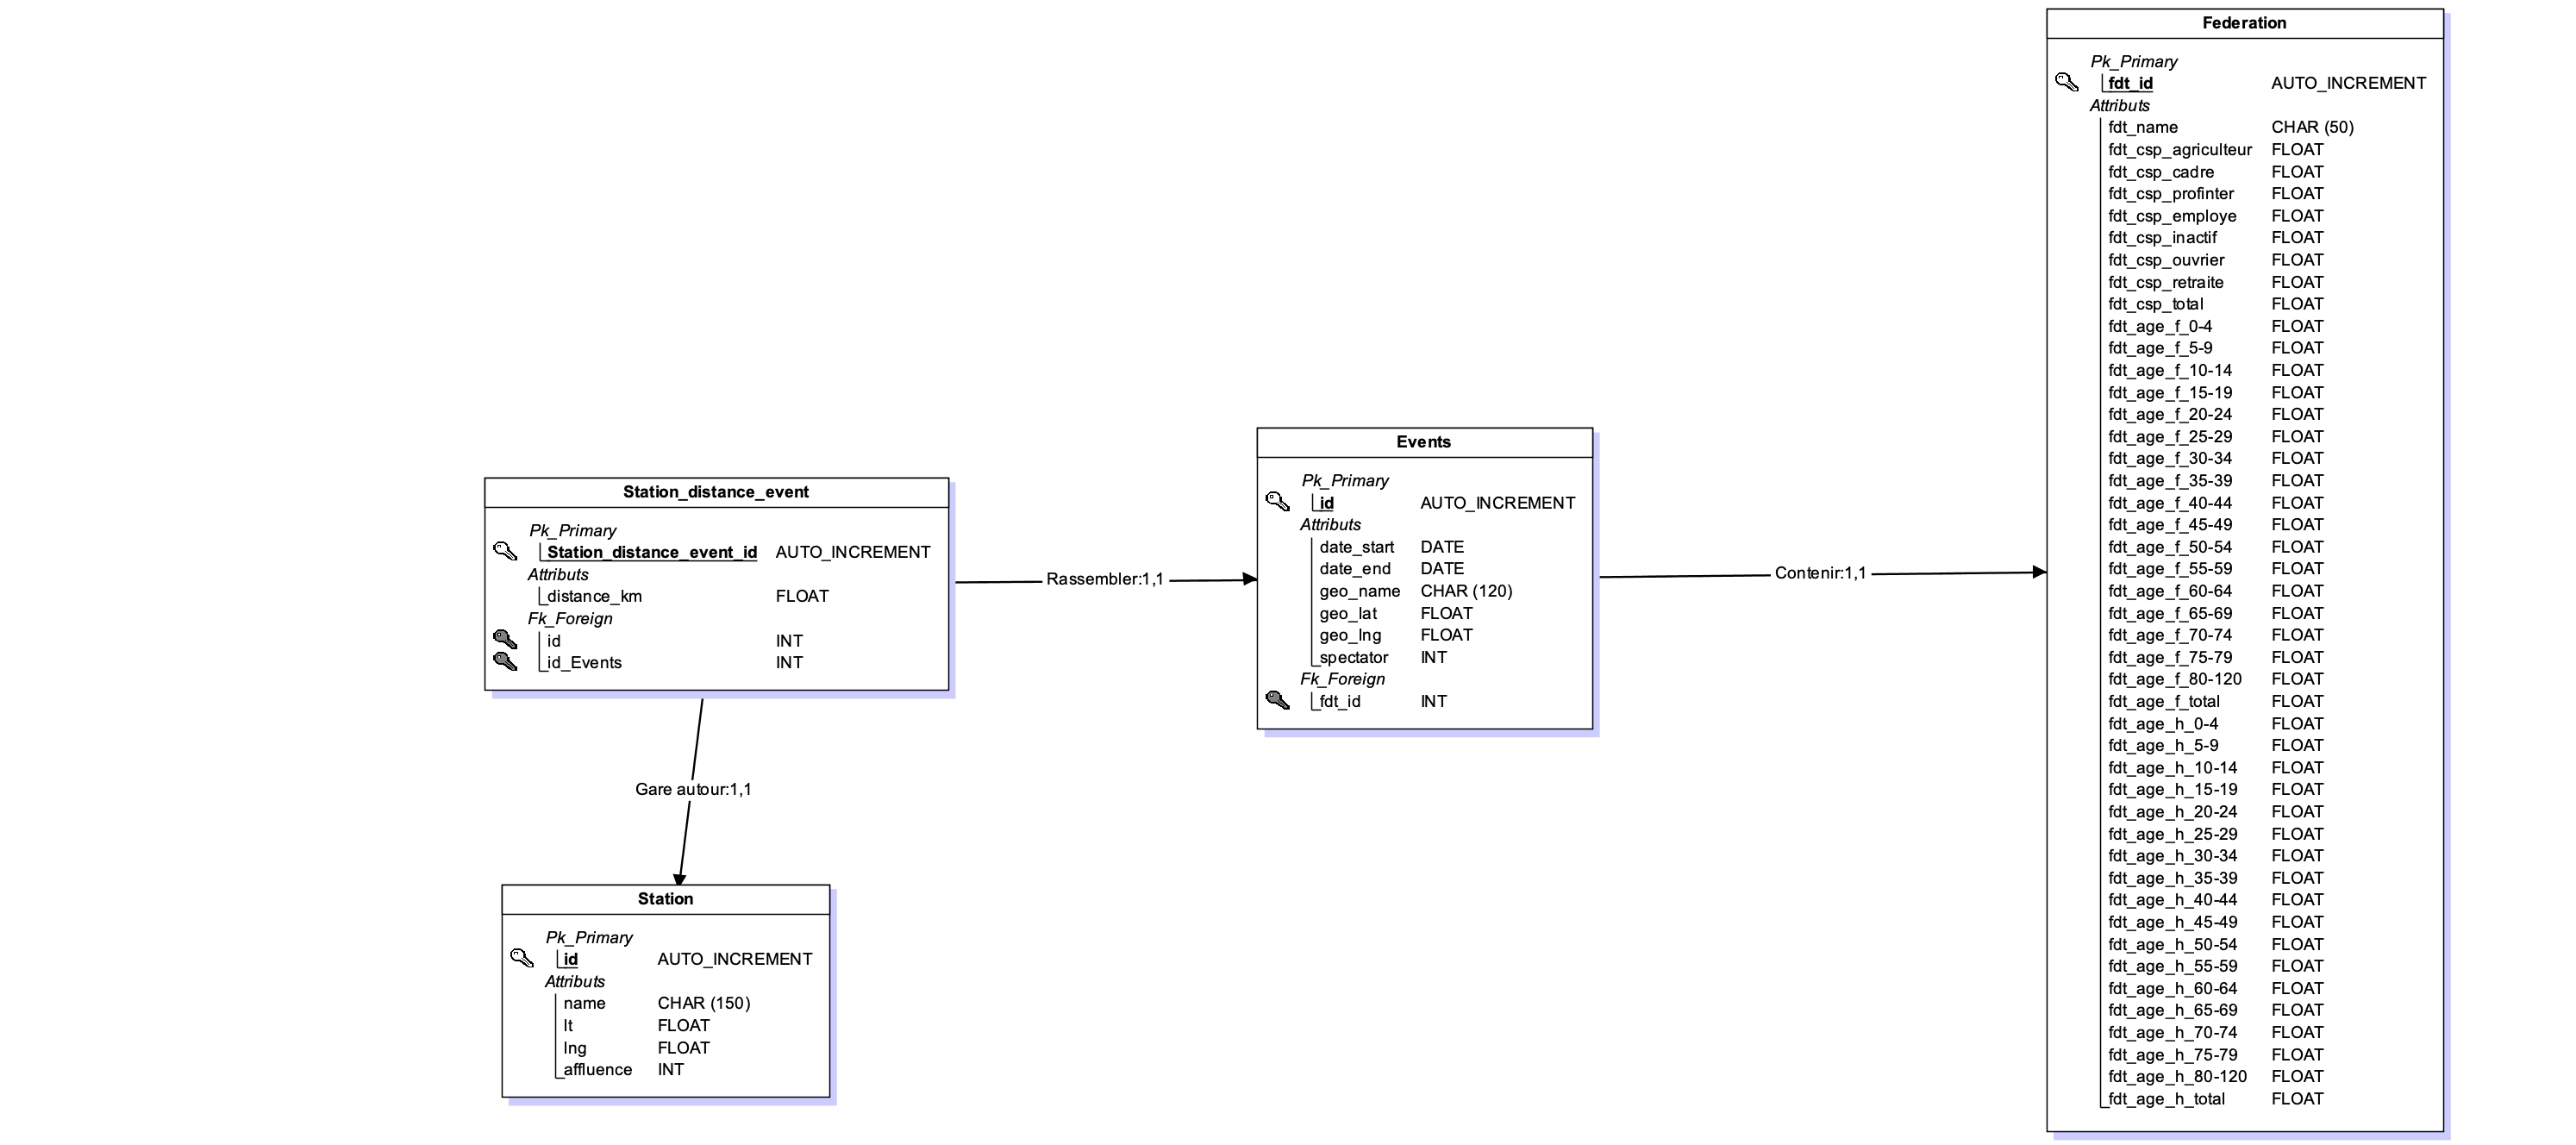 Federation
Pk_Primary
fdt_id AUTO_INCREMENT
Attributs
fdt_name CHAR (50)
fdt_csp_agriculteur FLOAT
fdt_csp_cadre FLOAT
fdt_csp_profinter FLOAT
fdt_csp_employe FLOAT
fdt_csp_inactif FLOAT
fdt_csp_ouvrier FLOAT
fdt_csp_retraite FLOAT
fdt_csp_total FLOAT
fdt_age_f_0-4 FLOAT
fdt_age_f_5-9 FLOAT
fdt_age_f_10-14 FLOAT
fdt_age_f_15-19 FLOAT
fdt_age_f_20-24 FLOAT
fdt_age_f_25-29 FLOAT
fdt_age_f_30-34 FLOAT
fdt_age_f_35-39 FLOAT
fdt_age_f_40-44 FLOAT
fdt_age_f_45-49 FLOAT
fdt_age_f_50-54 FLOAT
fdt_age_f_55-59 FLOAT
fdt_age_f_60-64 FLOAT
fdt_age_f_65-69 FLOAT
fdt_age_f_70-74 FLOAT
fdt_age_f_75-79 FLOAT
fdt_age_f_80-120 FLOAT
fdt_age_f_total FLOAT
fdt_age_h_0-4 FLOAT
fdt_age_h_5-9 FLOAT
fdt_age_h_10-14 FLOAT
fdt_age_h_15-19 FLOAT
fdt_age_h_20-24 FLOAT
fdt_age_h_25-29 FLOAT
fdt_age_h_30-34 FLOAT
fdt_age_h_35-39 FLOAT
fdt_age_h_40-44 FLOAT
fdt_age_h_45-49 FLOAT
fdt_age_h_50-54 FLOAT
fdt_age_h_55-59 FLOAT
fdt_age_h_60-64 FLOAT
fdt_age_h_65-69 FLOAT
fdt_age_h_70-74 FLOAT
fdt_age_h_75-79 FLOAT
fdt_age_h_80-120 FLOAT
fdt_age_h_total FLOAT
Events
Pk_Primary
id AUTO_INCREMENT
Attributs
date_start DATE
date_end DATE
geo_name CHAR (120)
geo_lat FLOAT
geo_lng FLOAT
spectator INT
Fk_Foreign
fdt_id INT
Contenir:1,1
Station_distance_event
Pk_Primary
Station_distance_event_id AUTO_INCREMENT
Attributs
distance_km FLOAT
Fk_Foreign
id INT
id_Events INT
Rassembler:1,1
Gare autour:1,1
Station
Pk_Primary
id AUTO_INCREMENT
Attributs
name CHAR (150)
lt FLOAT
lng FLOAT
affluence INT